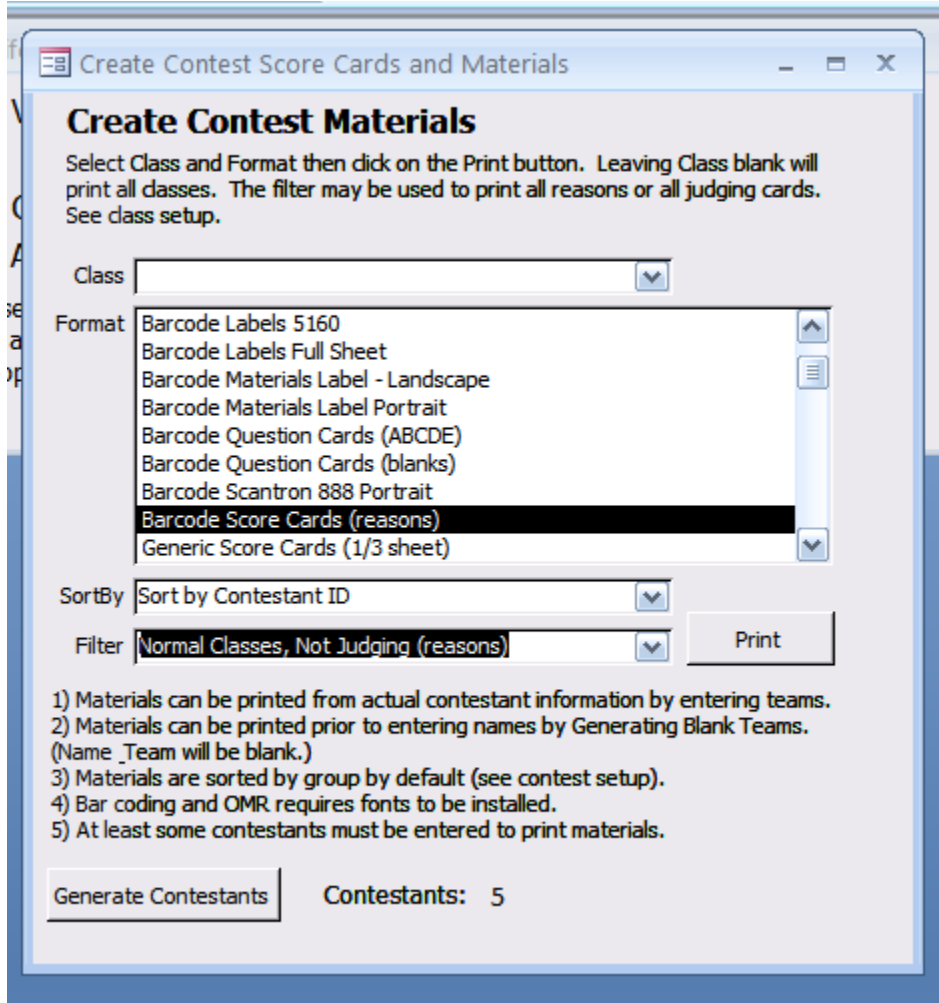 Create Contest Score Cards and Materials
Create Contest Materials
Select Class and Format then click on the Print button. Leaving Class blank will
print all classes. The filter may be used to print all reasons or all judging cards.
See class setup.
Class
Format
Barcode Labels 5160
Barcode Labels Full Sheet
Barcode Materials Label - Landscape
Barcode Materials Label Portrait
Barcode Question Cards (ABCDE)
Barcode Question Cards (blanks)
Barcode Scantron 888 Portrait
Barcode Score Cards (reasons)
Generic Score Cards (1/3 sheet)
SortBy Sort by Contestant ID
Filter Normal Classes, Not Judging (reasons)
Print
1) Materials can be printed from actual contestant information by entering teams.
2) Materials can be printed prior to entering names by Generating Blank Teams.
(Name _Team will be blank.)
3) Materials are sorted by group by default (see contest setup).
4) Bar coding and OMR requires fonts to be installed.
5) At least some contestants must be entered to print materials.
Generate Contestants Contestants: 5